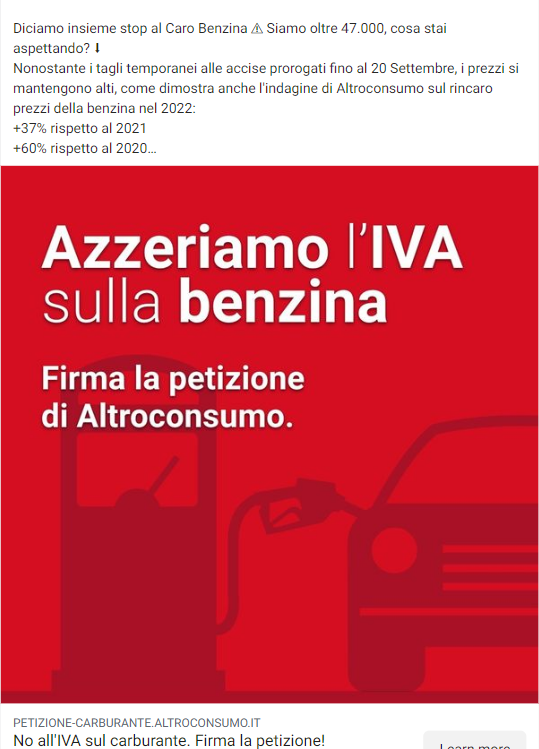 Diciamo insieme stop al Caro Benzina ⚠ Siamo oltre 47.000, cosa stai
aspettando? ⬇
Nonostante i tagli temporanei alle accise prorogati fino al 20 Settembre, i prezzi si
mantengono alti, come dimostra anche l'indagine di Altroconsumo sul rincaro
prezzi della benzina nel 2022:
+37% rispetto al 2021
+60% rispetto al 2020...
Azzeriamo l'IVA
sulla benzina
Firma la petizione
di Altroconsumo.
PETIZIONE-CARBURANTE.ALTROCONSUMO.IT
No all'IVA sul carburante. Firma la petizione!
Learn more